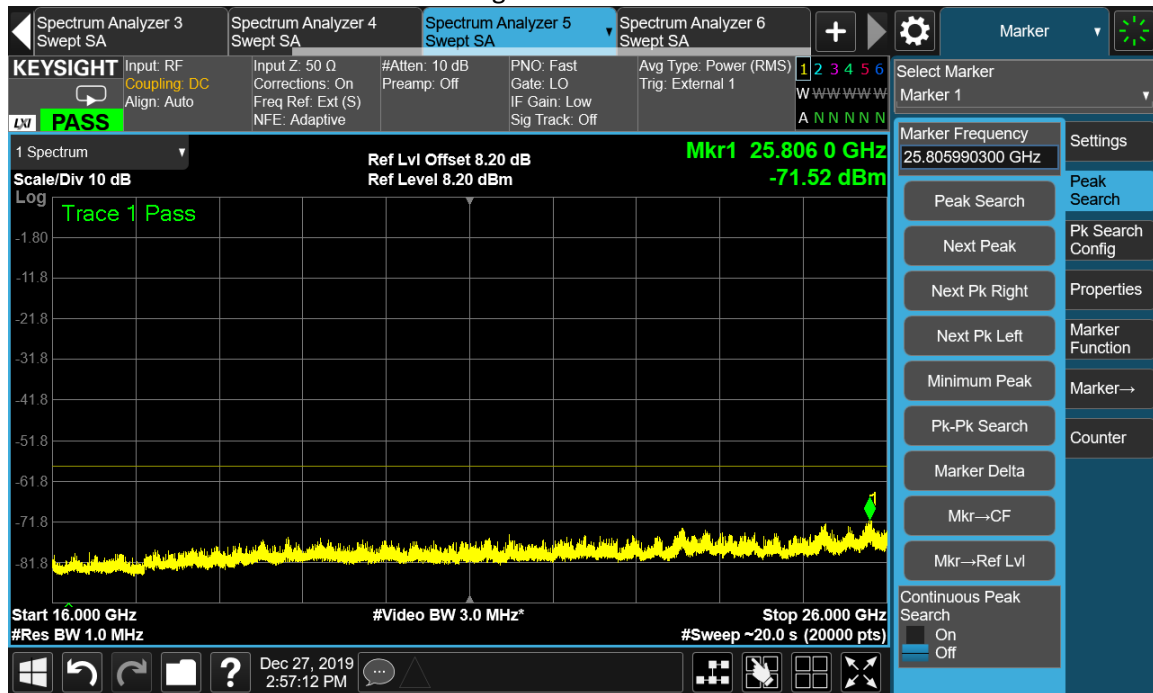 Spectrum Analyzer 3
Swept SA
Spectrum Analyzer 4
Swept SA
Spectrum Analyzer 5
Swept SA
Spectrum Analyzer 6
Swept SA
+
Marker
KEYSIGHT
LXI
PASS
Input: RF
Coupling: DC
Align: Auto
Input Z: 50 Ω
Corrections: On
Freq Ref: Ext (S)
NFE: Adaptive
#Atten: 10 dB
Preamp: Off
PNO: Fast
Gate: LO
IF Gain: Low
Sig Track: Off
Avg Type: Power (RMS)
Trig: External 1
1 2 3 4 5 6
W W W W W W
A N N N N N
Select Marker
Marker 1
1 Spectrum
Scale/Div 10 dB
Ref Lvl Offset 8.20 dB
Ref Level 8.20 dBm
Mkr1 25.806 0 GHz
-71.52 dBm
Log
Trace 1 Pass
-1.80
-11.8
-21.8
-31.8
-41.8
-51.8
-61.8
-71.8
-81.8
1
Start 16.000 GHz
#Res BW 1.0 MHz
#Video BW 3.0 MHz*
Stop 26.000 GHz
#Sweep ~20.0 s (20000 pts)
Marker Frequency
25.805990300 GHz
Peak Search
Next Peak
Next Pk Right
Next Pk Left
Minimum Peak
Pk-Pk Search
Marker Delta
Mkr→CF
Mkr→Ref Lvl
Continuous Peak
Search
On
Off
Settings
Peak
Search
Pk Search
Config
Properties
Marker
Function
Marker→
Counter
?
Dec 27, 2019
2:57:12 PM